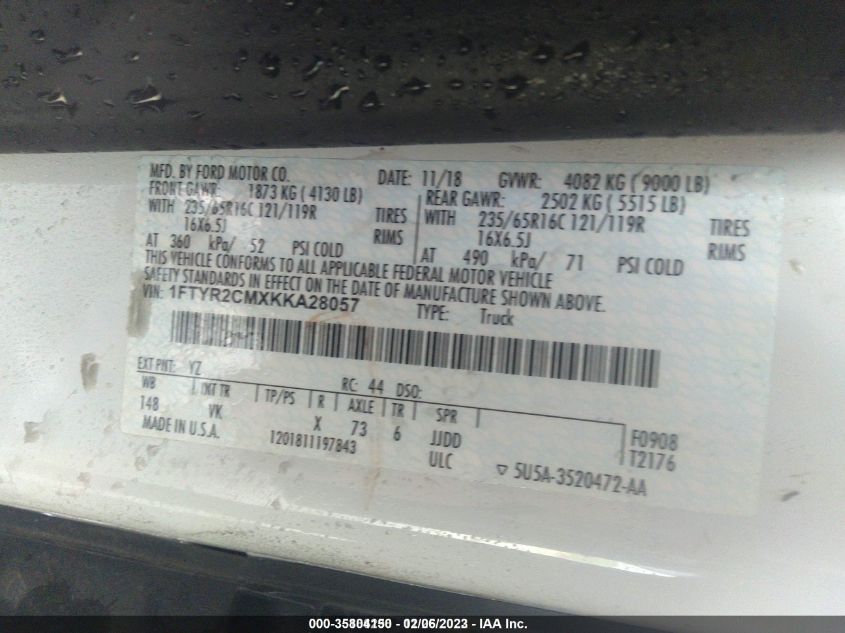 MFD. BY FORD MOTOR CO. DATE: 11/18 GVWR: 4082 KG ( 9000 LB)
FRONT GAWR: 1873 KG ( 4130 LB) REAR GAWR: 2502 KG ( 5515 LB)
WITH 235/65R16C 121/119R TIRES WITH 235/65R16C 121/119R TIRES
16X6.5J RIMS 16X6.5J RIMS
AT 360 kPa/ 52 PSI COLD AT 490 kPa/ 71 PSI COLD
THIS VEHICLE CONFORMS TO ALL APPLICABLE FEDERAL MOTOR VEHICLE
SAFETY STANDARDS IN EFFECT ON THE DATE OF MANUFACTURE SHOWN ABOVE.
VIN: 1FTYR2CMXKKA28057 TYPE: Truck
EXT PNT: YZ RC: 44 DSO:
WB INT TR TP/PS R AXLE TR SPR
148 VK X 73 6 JJDD F0908
MADE IN U.S.A. 1201811197843 ULC T2176
▽ 5U5A-3520472-AA
02/06/2023 - IAA Inc.